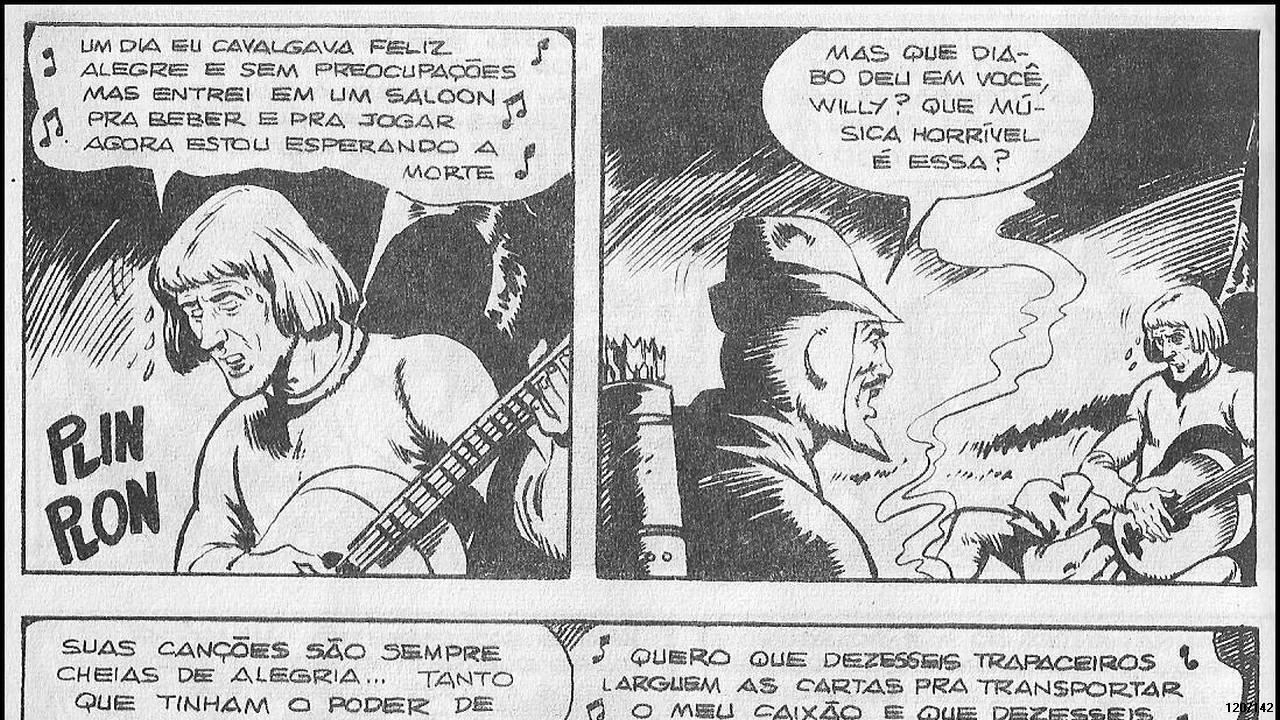 UM DIA EU CAVALGAVA FELIZ
ALEGRE E SEM PREOCUPAÇÕES
MAS ENTREI EM UM SALOON
PRA BEBER E PRA JOGAR
AGORA ESTOU ESPERANDO A
MORTE
PLIN
PLON
MAS QUE DIA-
BO DEU EM VOCÊ,
WILLY? QUE MÚ-
SICA HORRÍVEL
É ESSA?
SUAS CANÇÕES SÃO SEMPRE
CHEIAS DE ALEGRIA... TANTO
QUE TINHAM O PODER DE
QUERO QUE DEZESSEIS TRAPACEIROS
LARGUEM AS CARTAS PRA TRANSPORTAR
O MEU CAIXÃO E QUE DEZESSEIS
1207142